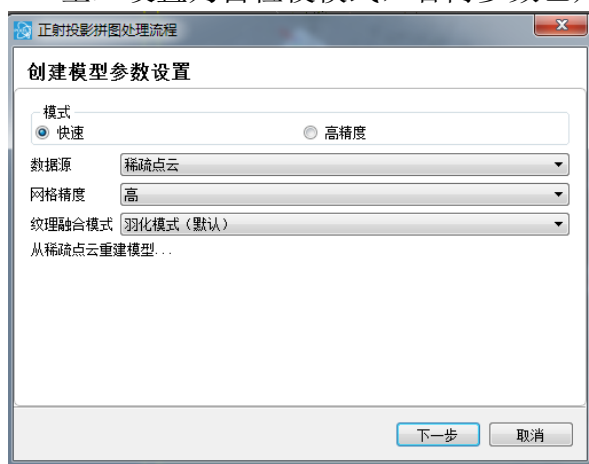 正射投影拼图处理流程
创建模型参数设置
模式
快速 高精度
数据源 稀疏点云
网格精度 高
纹理融合模式 羽化模式（默认）
从稀疏点云重建模型...
下一步 取消